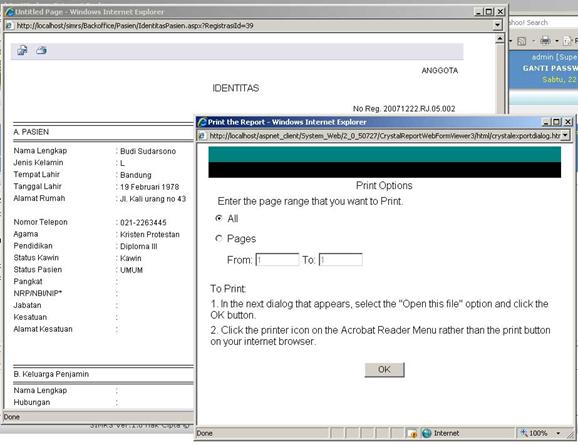 Untitled Page - Windows Internet Explorer
http://localhost/simrs/Backoffice/Pasien/IdentitasPasien.aspx?RegistrasiId=39
ANGGOTA
IDENTITAS
No Reg. 20071222.RJ.05.002
A. PASIEN
Nama Lengkap : Budi Sudarsono
Jenis Kelamin : L
Tempat Lahir : Bandung
Tanggal Lahir : 19 Februari 1978
Alamat Rumah : Jl. Kali urang no 43
Nomor Telepon : 021-2263445
Agama : Kristen Protestan
Pendidikan : Diploma III
Status Kawin : Kawin
Status Pasien : UMUM
Pangkat :
NRP/NBI/NIP* :
Jabatan :
Kesatuan :
Alamat Kesatuan :
B. Keluarga Penjamin
Nama Lengkap :
Hubungan :
Done
SIMRS Ver:1.0 Hak Cipta ©
Search
admin [Supe
GANTI PASSW
Sabtu, 22
Print the Report - Windows Internet Explorer
http://localhost/aspnet_client/System_Web/2_0_50727/CrystalReportWebFormViewer3/html/crystalexportdialog.htm
Print Options
Enter the page range that you want to Print.
All
Pages
From: 1 To: 1
To Print:
1. In the next dialog that appears, select the "Open this file" option and click the
OK button.
2. Click the printer icon on the Acrobat Reader Menu rather than the print button
on your internet browser.
OK
Done
Internet
100%